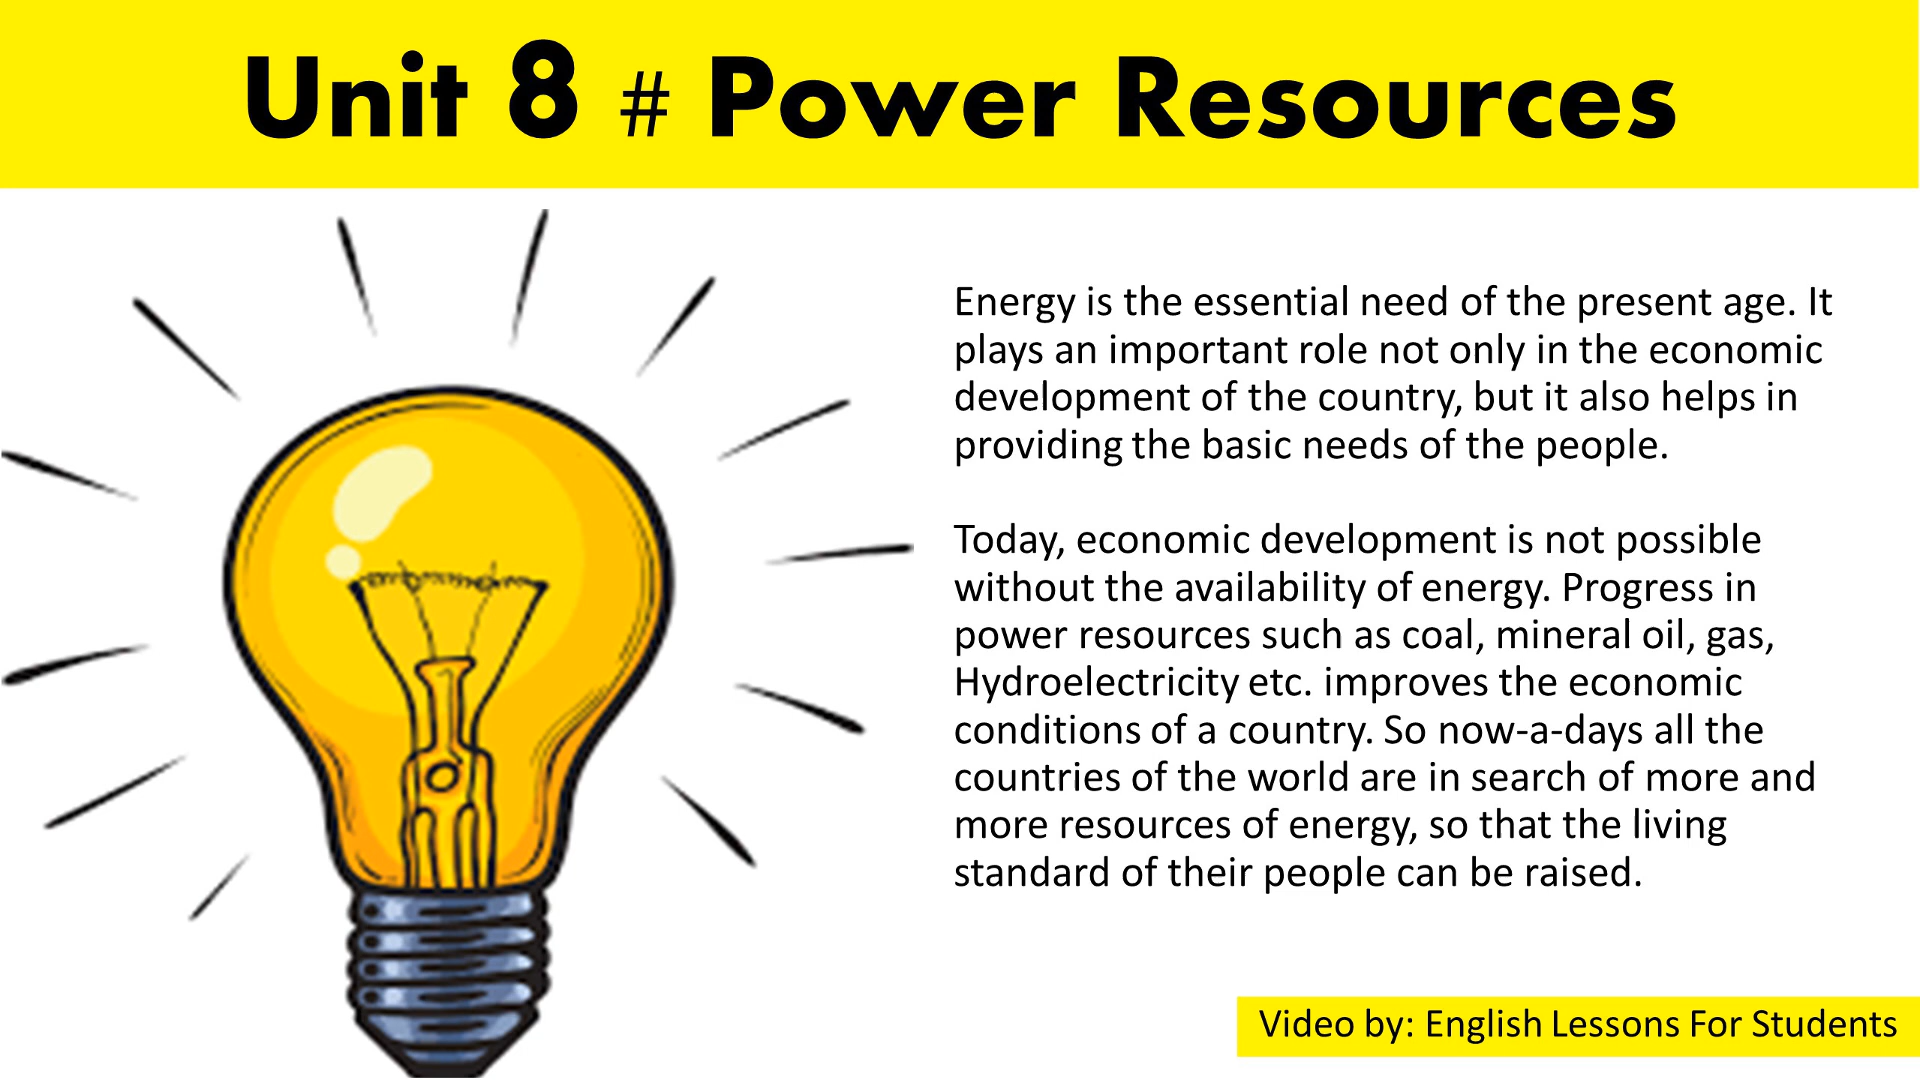 Unit 8 # Power Resources
Energy is the essential need of the present age. It
plays an important role not only in the economic
development of the country, but it also helps in
providing the basic needs of the people.
Today, economic development is not possible
without the availability of energy. Progress in
power resources such as coal, mineral oil, gas,
Hydroelectricity etc. improves the economic
conditions of a country. So now-a-days all the
countries of the world are in search of more and
more resources of energy, so that the living
standard of their people can be raised.
Video by: English Lessons For Students